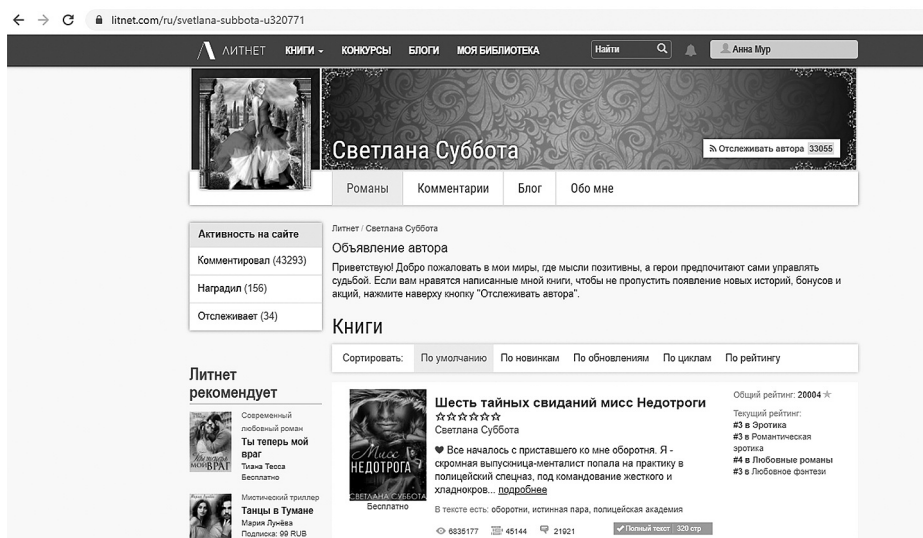 litnet.com/ru/svetlana-subbota-u320771
ЛИТНЕТ КНИГИ КОНКУРСЫ БЛОГИ МОЯ БИБЛИОТЕКА Найти Анна Мур
Светлана Суббота
Отслеживать автора 33055
Романы Комментарии Блог Обо мне
Активность на сайте
Комментировал (43293)
Наградил (156)
Отслеживает (34)
Литнет / Светлана Суббота
Объявление автора
Приветствую! Добро пожаловать в мои миры, где мысли позитивны, а герои предпочитают сами управлять
судьбой. Если вам нравятся написанные мной книги, чтобы не пропустить появление новых историй, бонусов и
акций, нажмите наверху кнопку "Отслеживать автора".
Книги
Сортировать: По умолчанию По новинкам По обновлениям По циклам По рейтингу
Литнет
рекомендует
Современный
любовный роман
Ты теперь мой
враг
Тиана Тесса
Бесплатно
Мистический триллер
Танцы в Тумане
Мария Лунёва
Подписка: 99 RUB
Ты теперь
мой ВРАГ
Мисс
НЕДОТРОГА
СВЕТЛАНА СУББОТА
Бесплатно
Шесть тайных свиданий мисс Недотроги
Светлана Суббота
Все началось с приставшего ко мне оборотня. Я -
скромная выпускница-менталист попала на практику в
полицейский спецназ, под командование жесткого и
хладнокров... подробнее
В тексте есть: оборотни, истинная пара, полицейская академия
6835177 45144 21921 Полный текст 320 стр
Общий рейтинг: 20004
Текущий рейтинг:
#3 в Эротика
#3 в Романтическая
эротика
#4 в Любовные романы
#3 в Любовное фэнтези